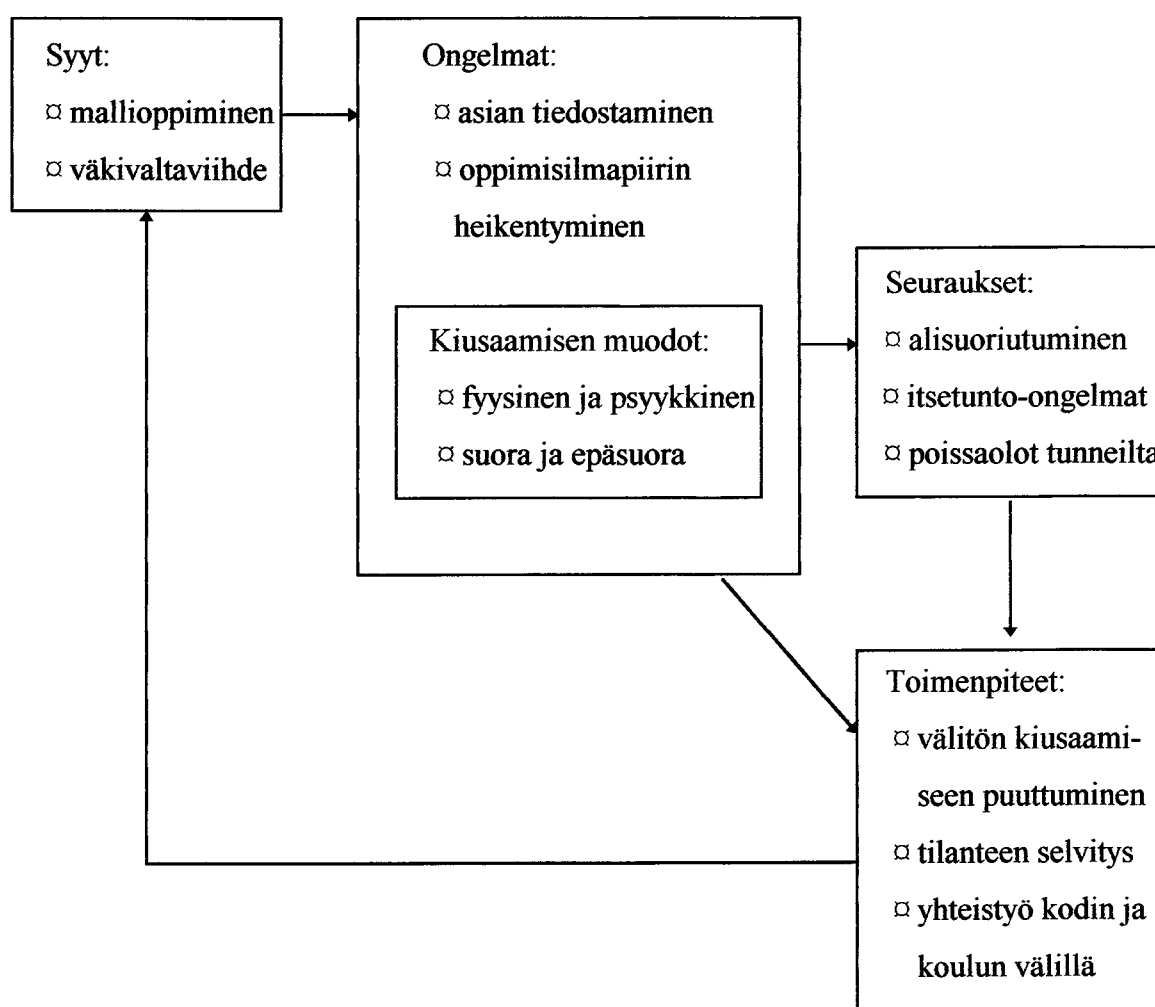 Syyt:
¤ mallioppiminen
¤ väkivaltaviihde
Ongelmat:
¤ asian tiedostaminen
¤ oppimisilmapiirin
heikentyminen
Kiusaamisen muodot:
¤ fyysinen ja psyykkinen
¤ suora ja epäsuora
Seuraukset:
¤ alisuoriutuminen
¤ itsetunto-ongelmat
¤ poissaolot tunneilta
Toimenpiteet:
¤ välitön kiusaami-
seen puuttuminen
¤ tilanteen selvitys
¤ yhteistyö kodin ja
koulun välillä